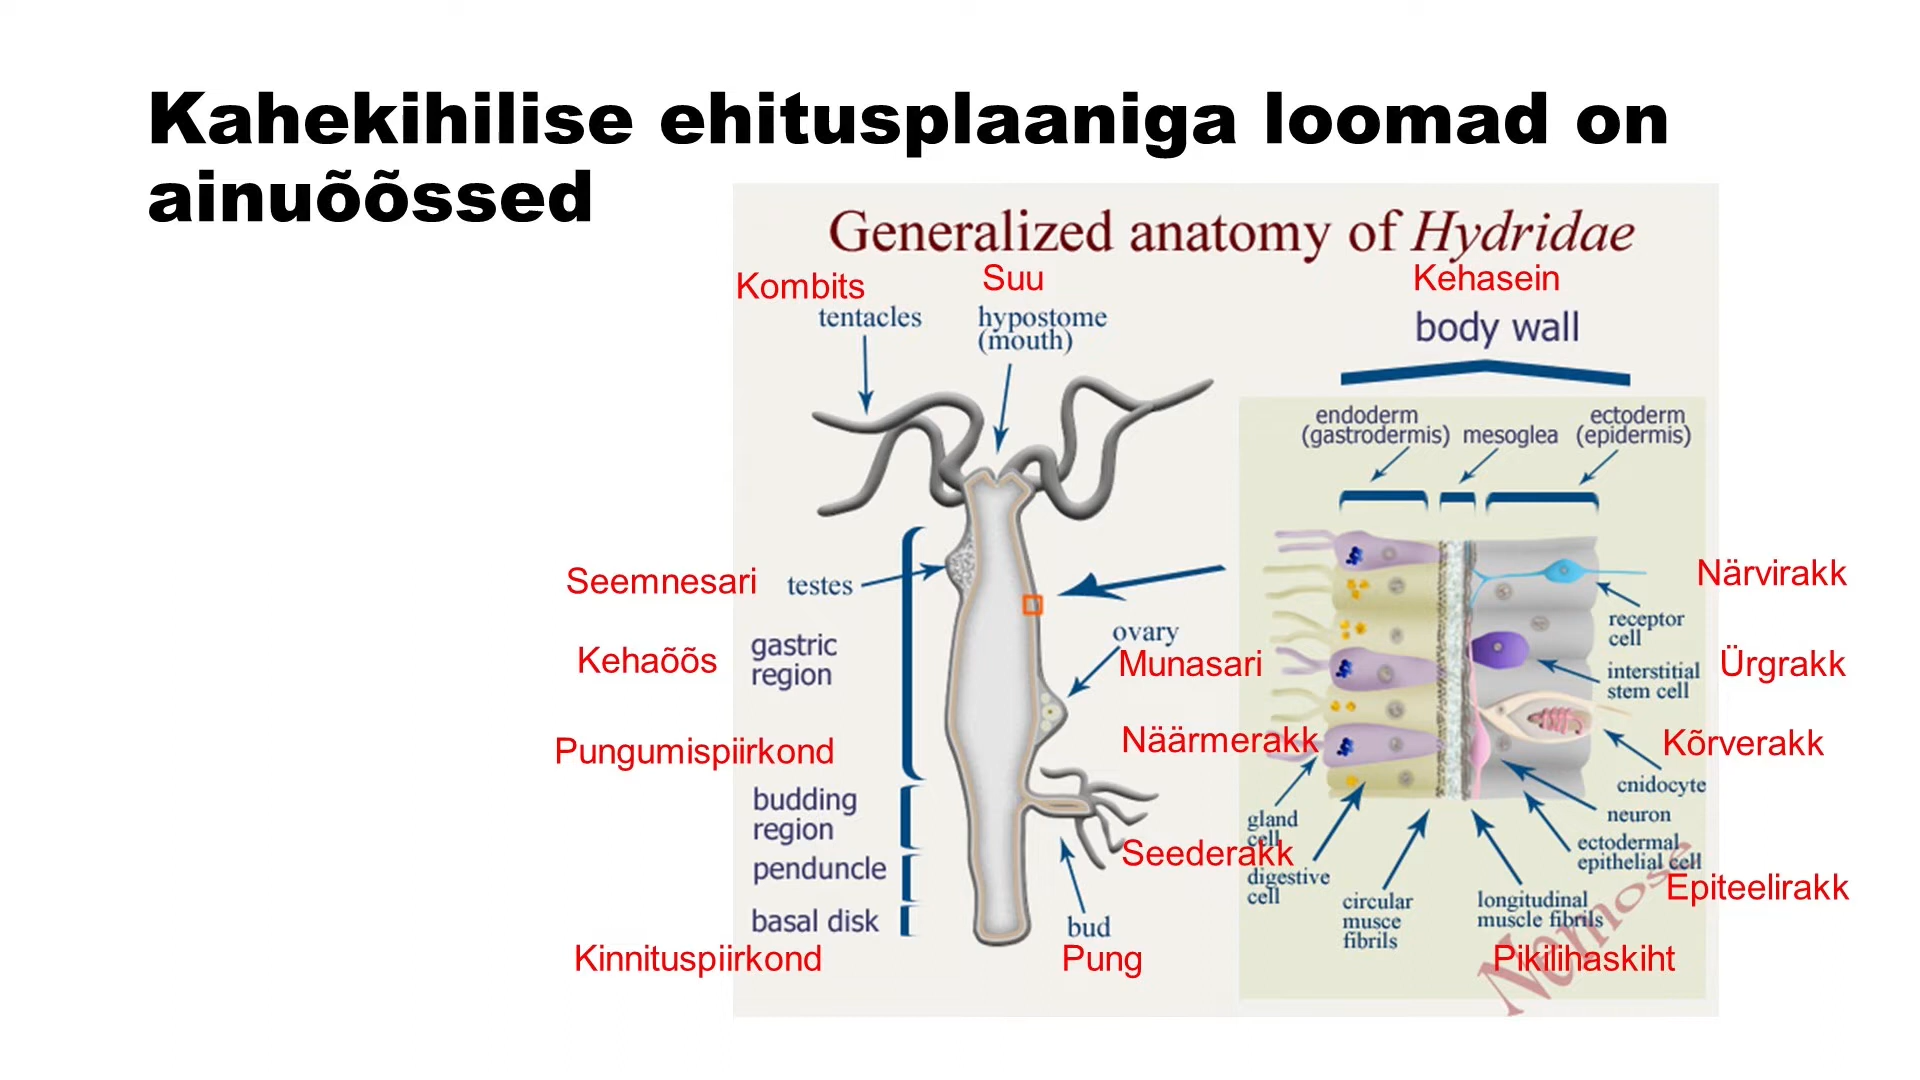 Kahekihilise ehitusplaaniga loomad on
ainuõõssed
Generalized anatomy of Hydridae
Kombits
Suu
Kehasein
tentacles
hypostome
(mouth)
body wall
endoderm
(gastrodermis)
mesoglea
ectoderm
(epidermis)
Seemnesari
testes
Närvirakk
receptor
cell
Kehaõõs
gastric
region
ovary
Munasari
interstitial
stem cell
Ürgrakk
Pungumispiirkond
Näärmerakk
Kõrverakk
cnidocyte
budding
region
gland
cell
neuron
Seederakk
ectodermal
epithelial cell
penduncle
digestive
cell
Epiteelirakk
basal disk
bud
circular
musce
fibrils
longitudinal
muscle fibrils
Kinnituspiirkond
Pung
Pikilihaskiht
Nomose